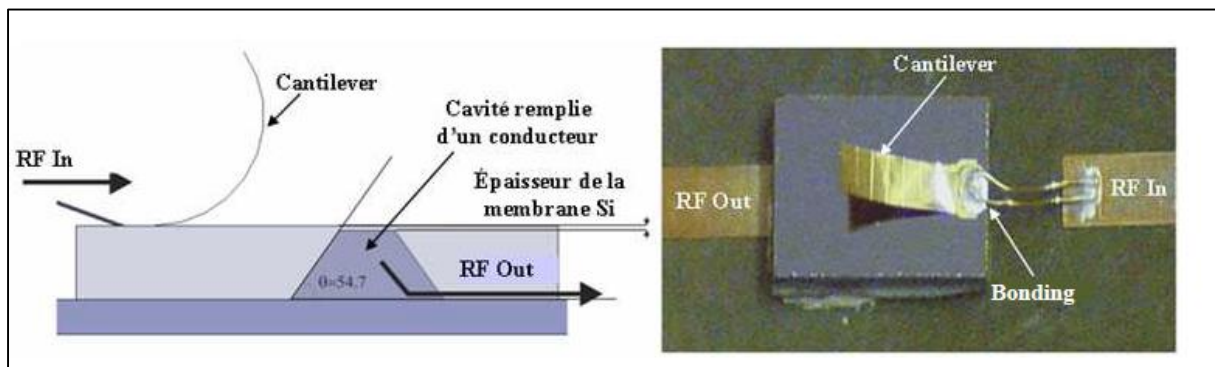 Cantilever
Cavité remplie
d'un conducteur
RF In
Épaisseur de la
membrane Si
RF Out
θ=54.7
Cantilever
RF Out
RF In
Bonding